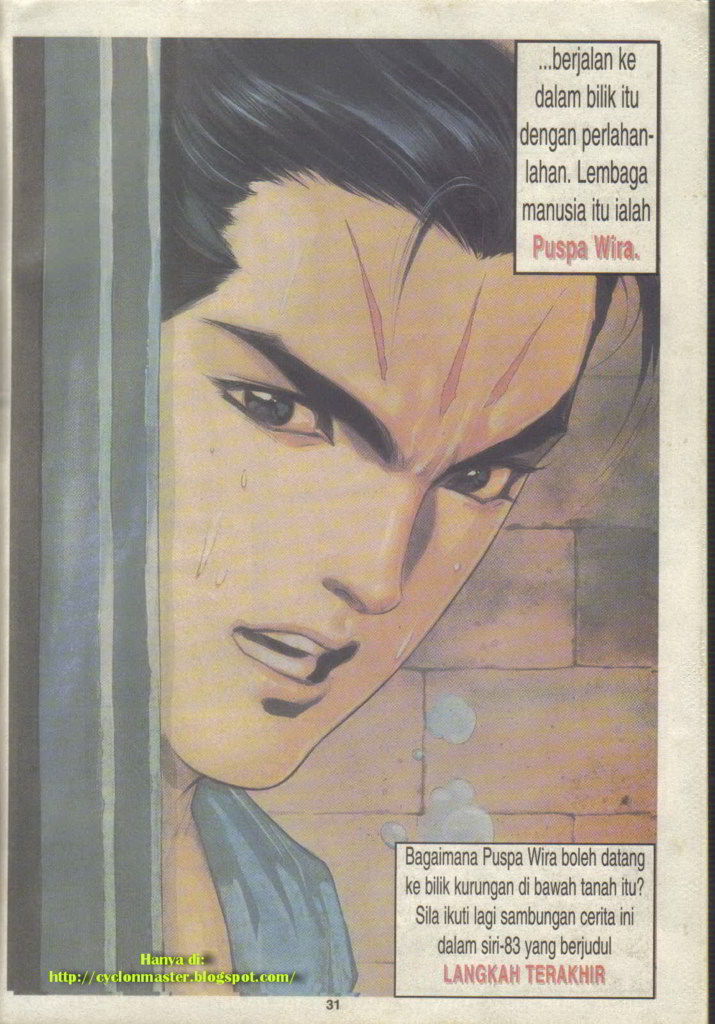 ...berjalan ke
dalam bilik itu
dengan perlahan-
lahan. Lembaga
manusia itu ialah
Puspa Wira.
Bagaimana Puspa Wira boleh datang
ke bilik kurungan di bawah tanah itu?
Sila ikuti lagi sambungan cerita ini
dalam siri-83 yang berjudul
LANGKAH TERAKHIR
Hanya di:
http://cyclonmaster.blogspot.com/
31